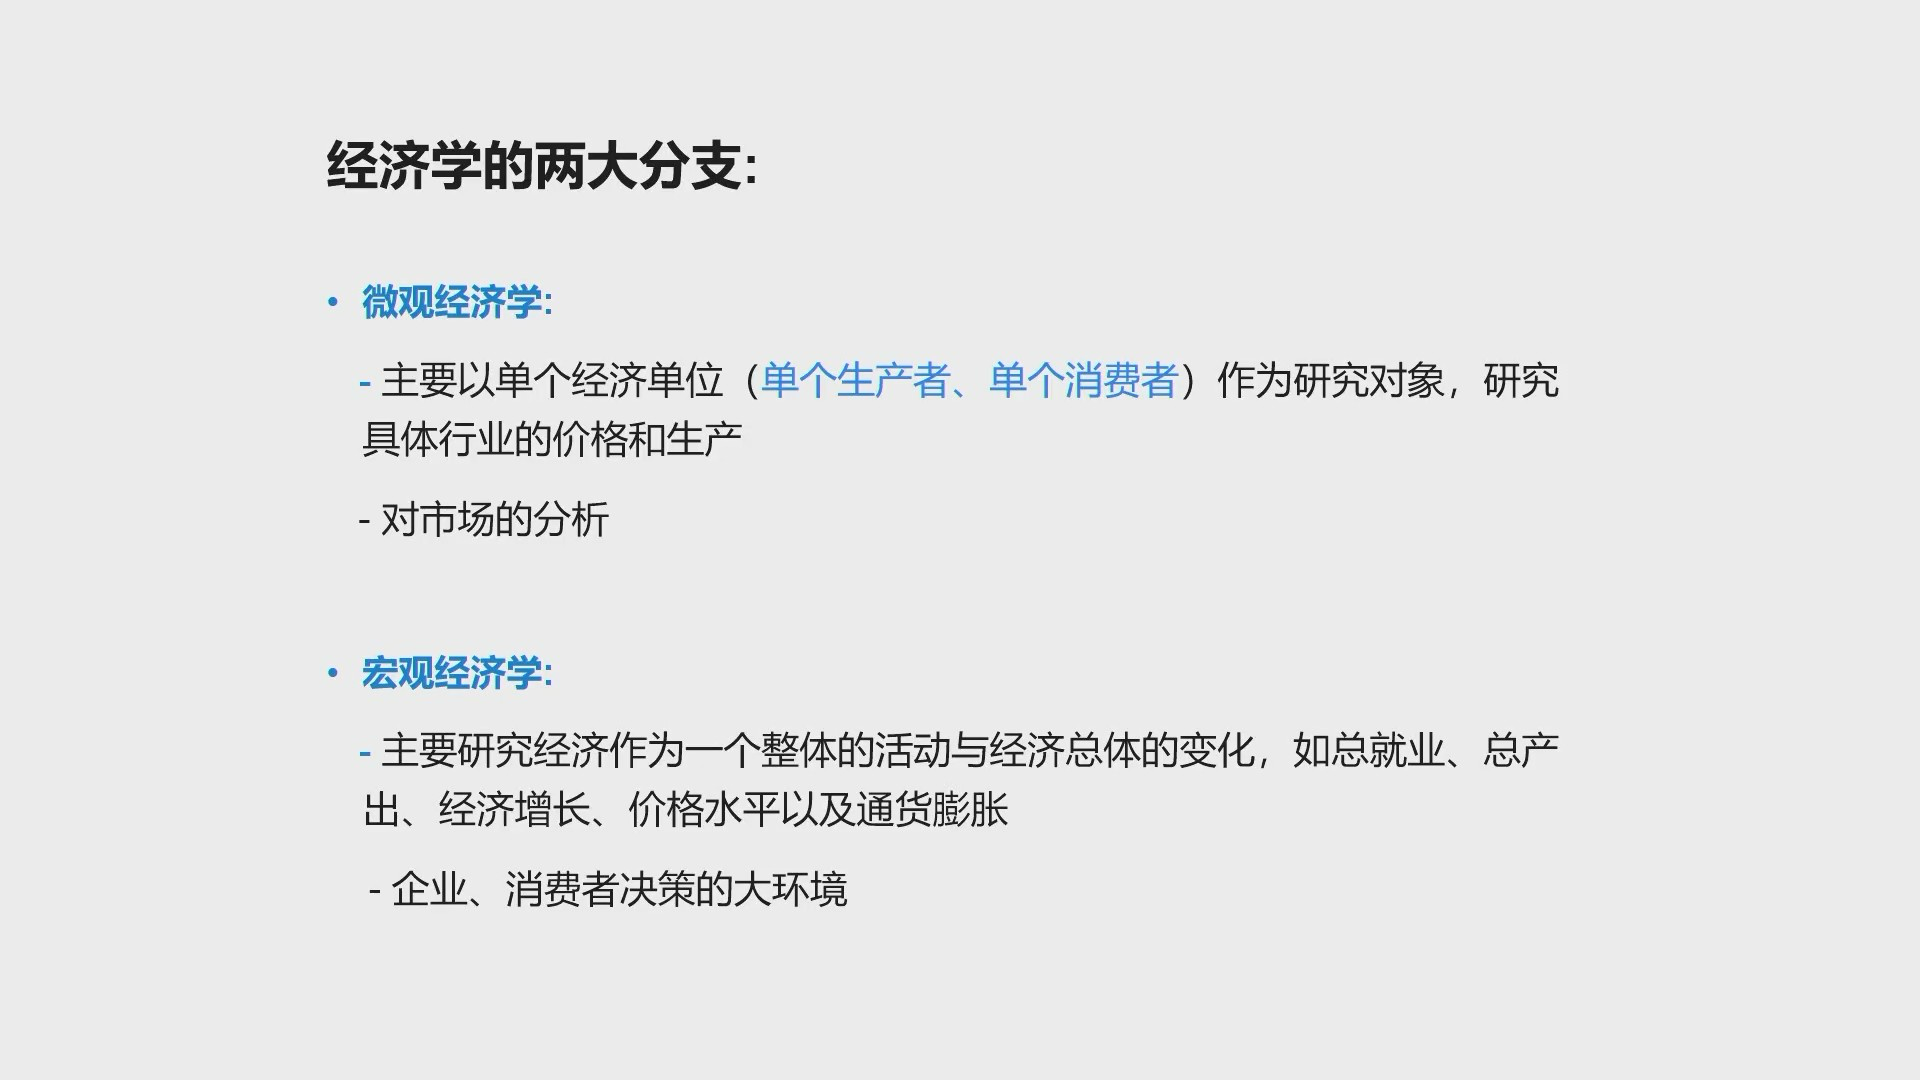 经济学的两大分支:
• 微观经济学:
- 主要以单个经济单位（单个生产者、单个消费者）作为研究对象，研究
具体行业的价格和生产
- 对市场的分析
• 宏观经济学:
- 主要研究经济作为一个整体的活动与经济总体的变化，如总就业、总产
出、经济增长、价格水平以及通货膨胀
- 企业、消费者决策的大环境